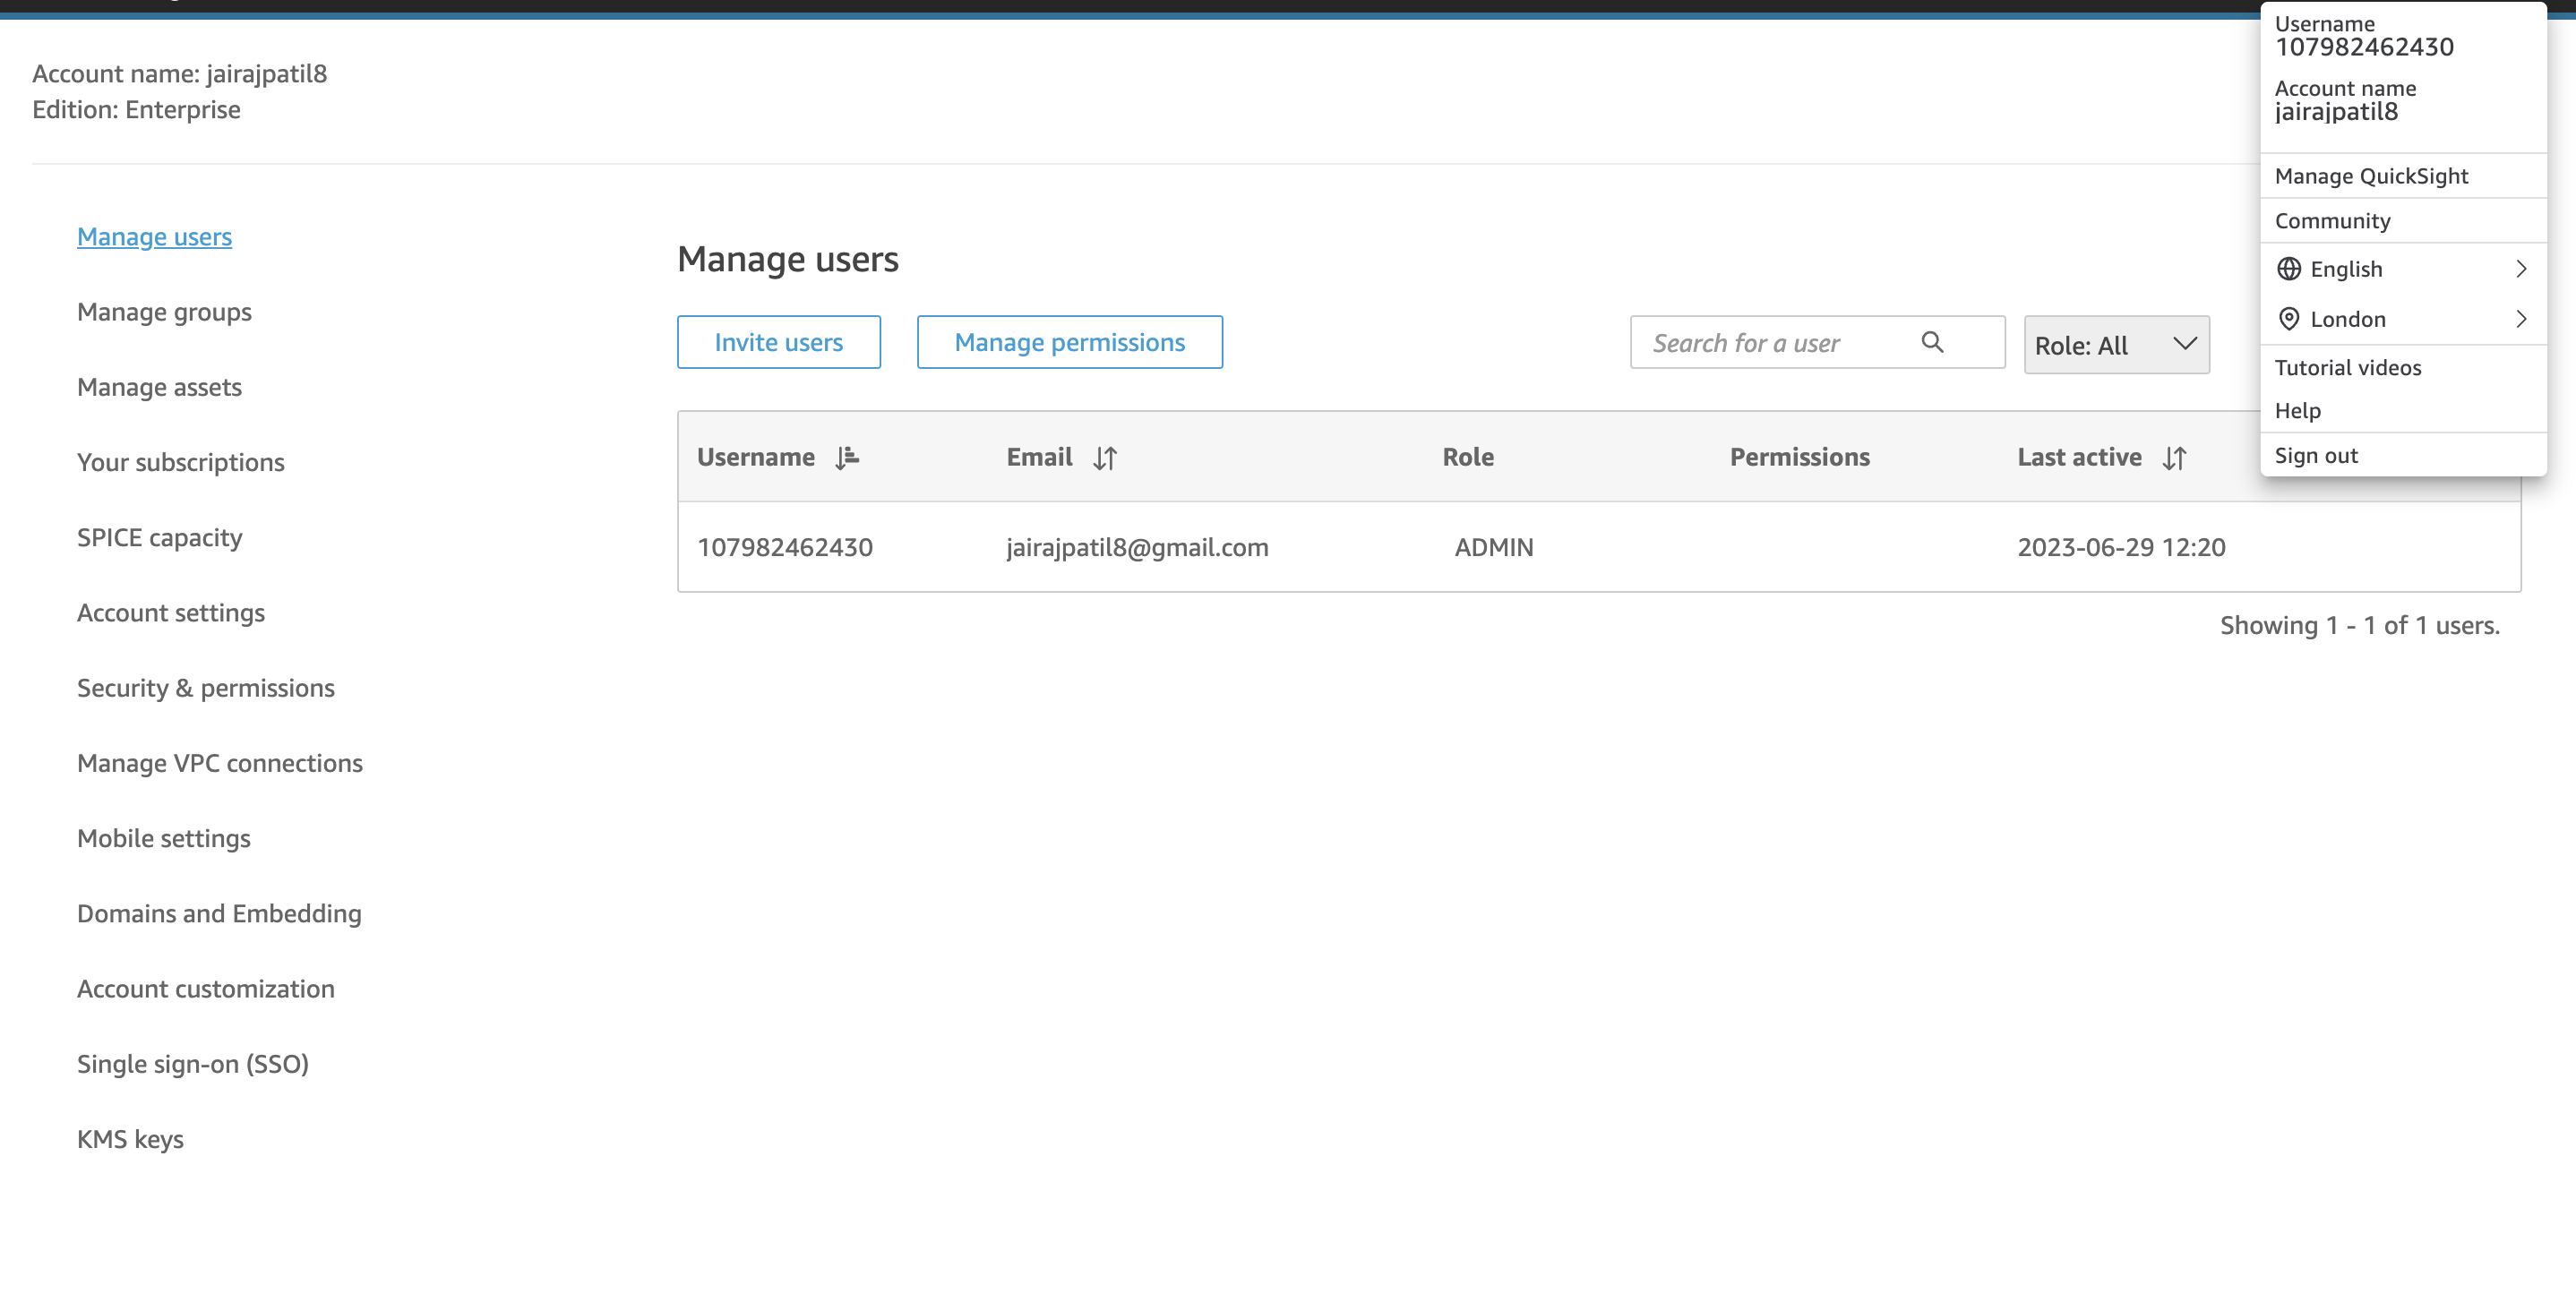 Account name: jairajpatil8
Edition: Enterprise
Manage users
Manage groups
Manage assets
Your subscriptions
SPICE capacity
Account settings
Security & permissions
Manage VPC connections
Mobile settings
Domains and Embedding
Account customization
Single sign-on (SSO)
KMS keys
Manage users
Invite users
Manage permissions
Search for a user
Role: All
Username Email Role Permissions Last active
107982462430 jairajpatil8@gmail.com ADMIN 2023-06-29 12:20
Showing 1 - 1 of 1 users.
Username
107982462430
Account name
jairajpatil8
Manage QuickSight
Community
English
London
Tutorial videos
Help
Sign out